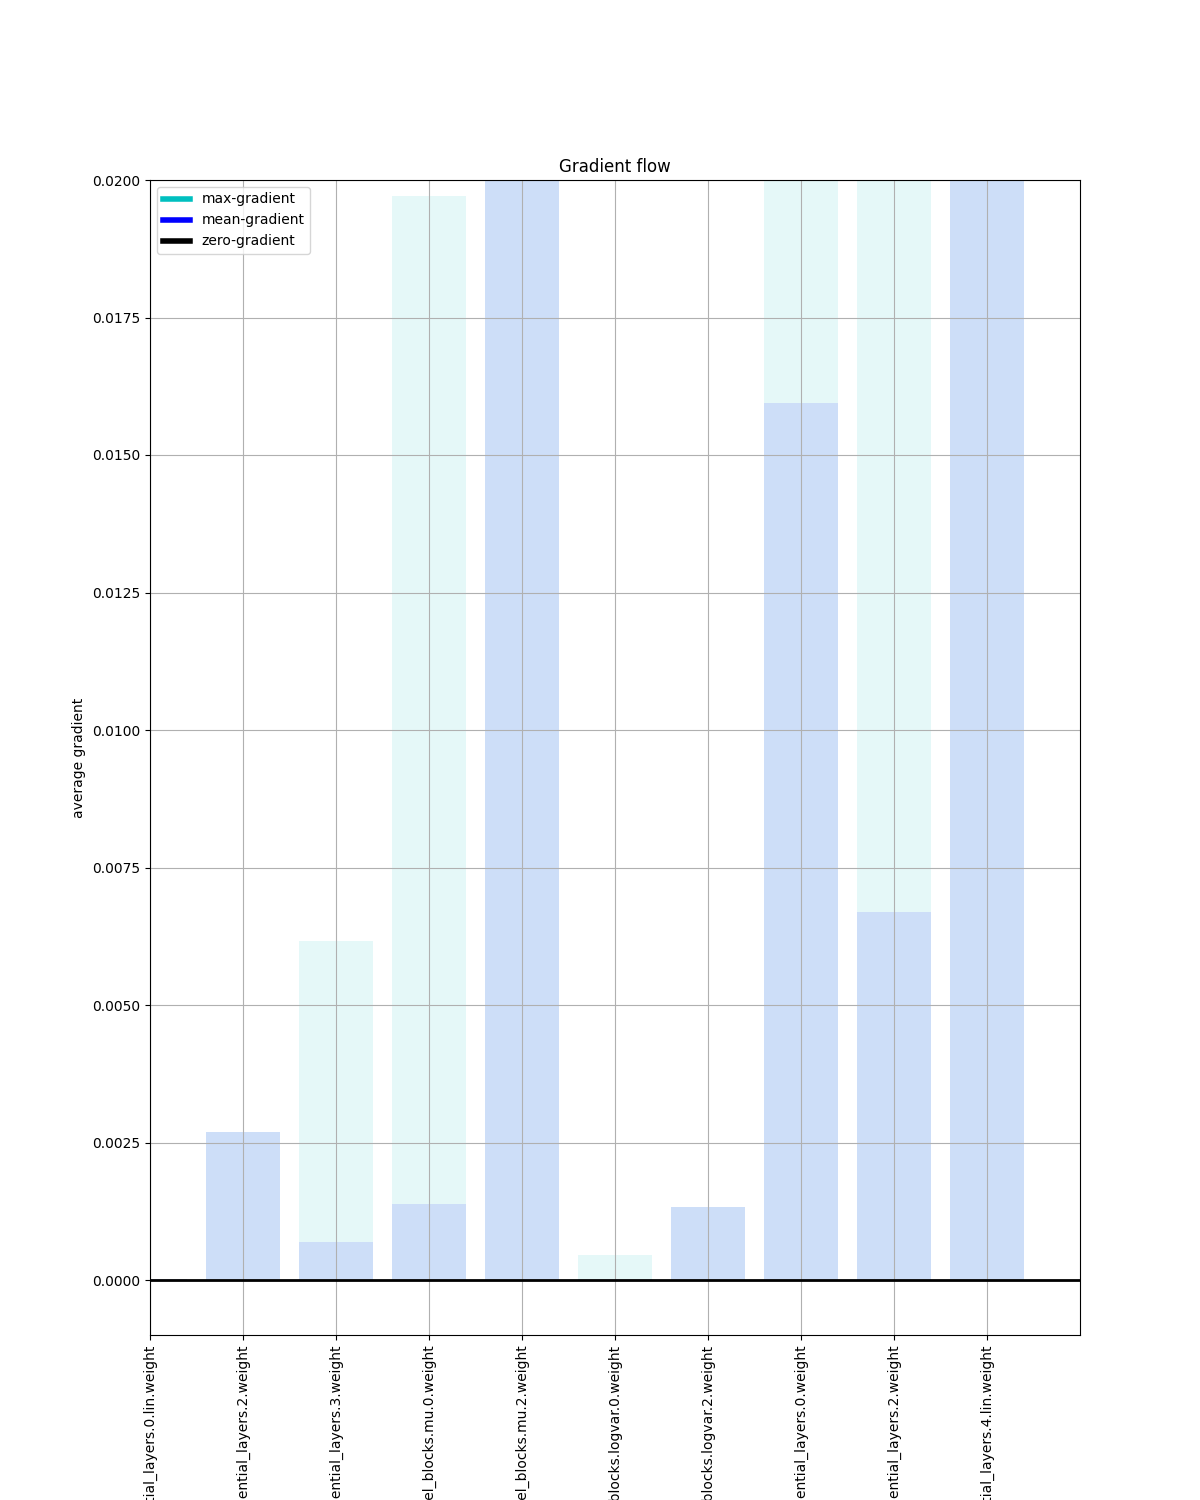 Gradient flow
max-gradient
mean-gradient
zero-gradient
0.0200
0.0175
0.0150
0.0125
0.0100
0.0075
0.0050
0.0025
0.0000
average gradient
tial_layers.0.lin.weight
ential_layers.2.weight
ential_layers.3.weight
el_blocks.mu.0.weight
el_blocks.mu.2.weight
blocks.logvar.0.weight
blocks.logvar.2.weight
ential_layers.0.weight
ential_layers.2.weight
tial_layers.4.lin.weight